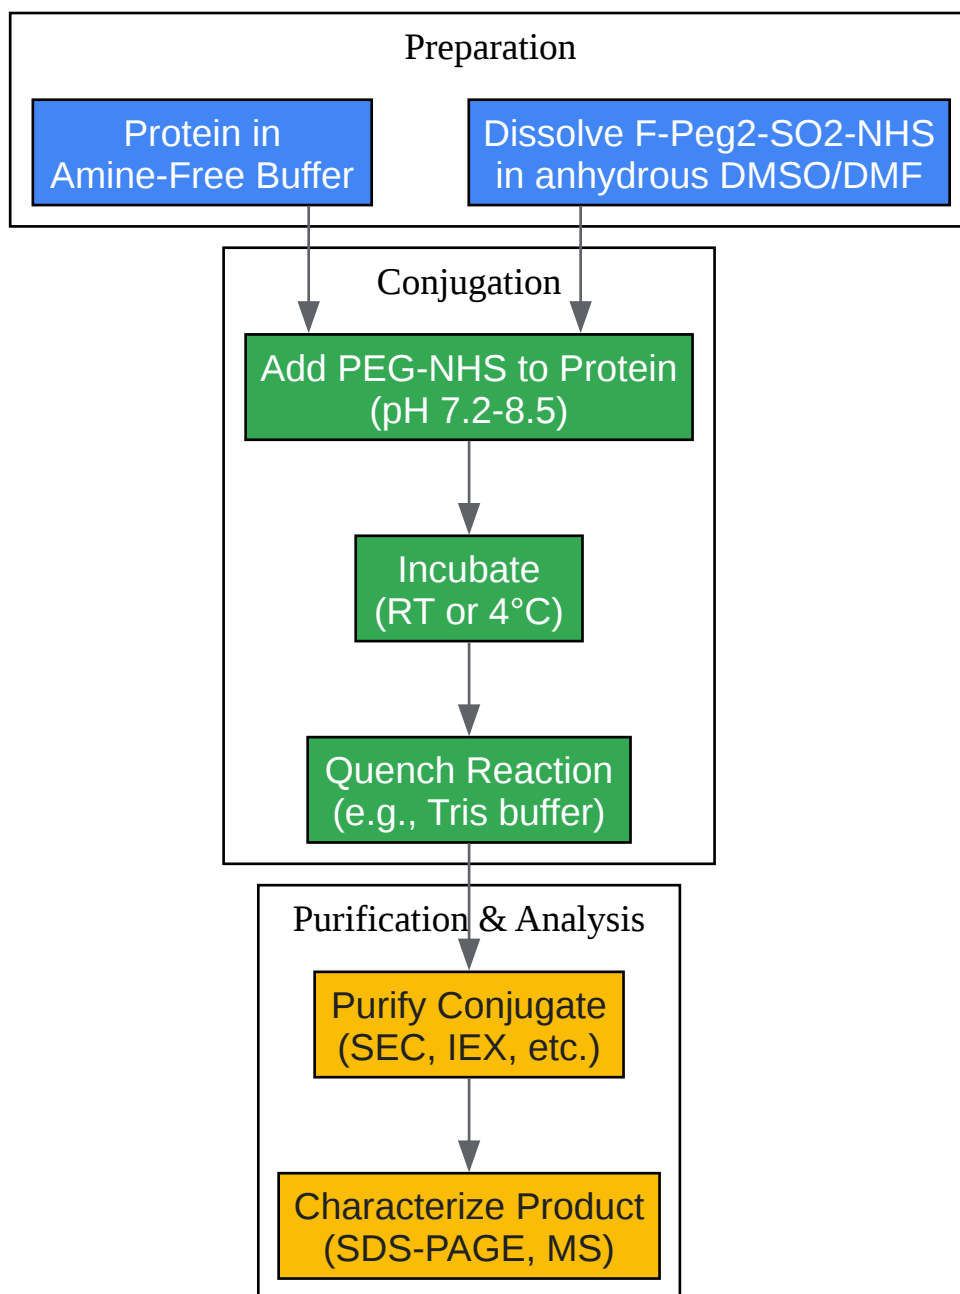 Preparation
Protein in
Amine-Free Buffer
Dissolve F-Peg2-SO2-NHS
in anhydrous DMSO/DMF
Conjugation
Add PEG-NHS to Protein
(pH 7.2-8.5)
Incubate
(RT or 4°C)
Quench Reaction
(e.g., Tris buffer)
Purification & Analysis
Purify Conjugate
(SEC, IEX, etc.)
Characterize Product
(SDS-PAGE, MS)